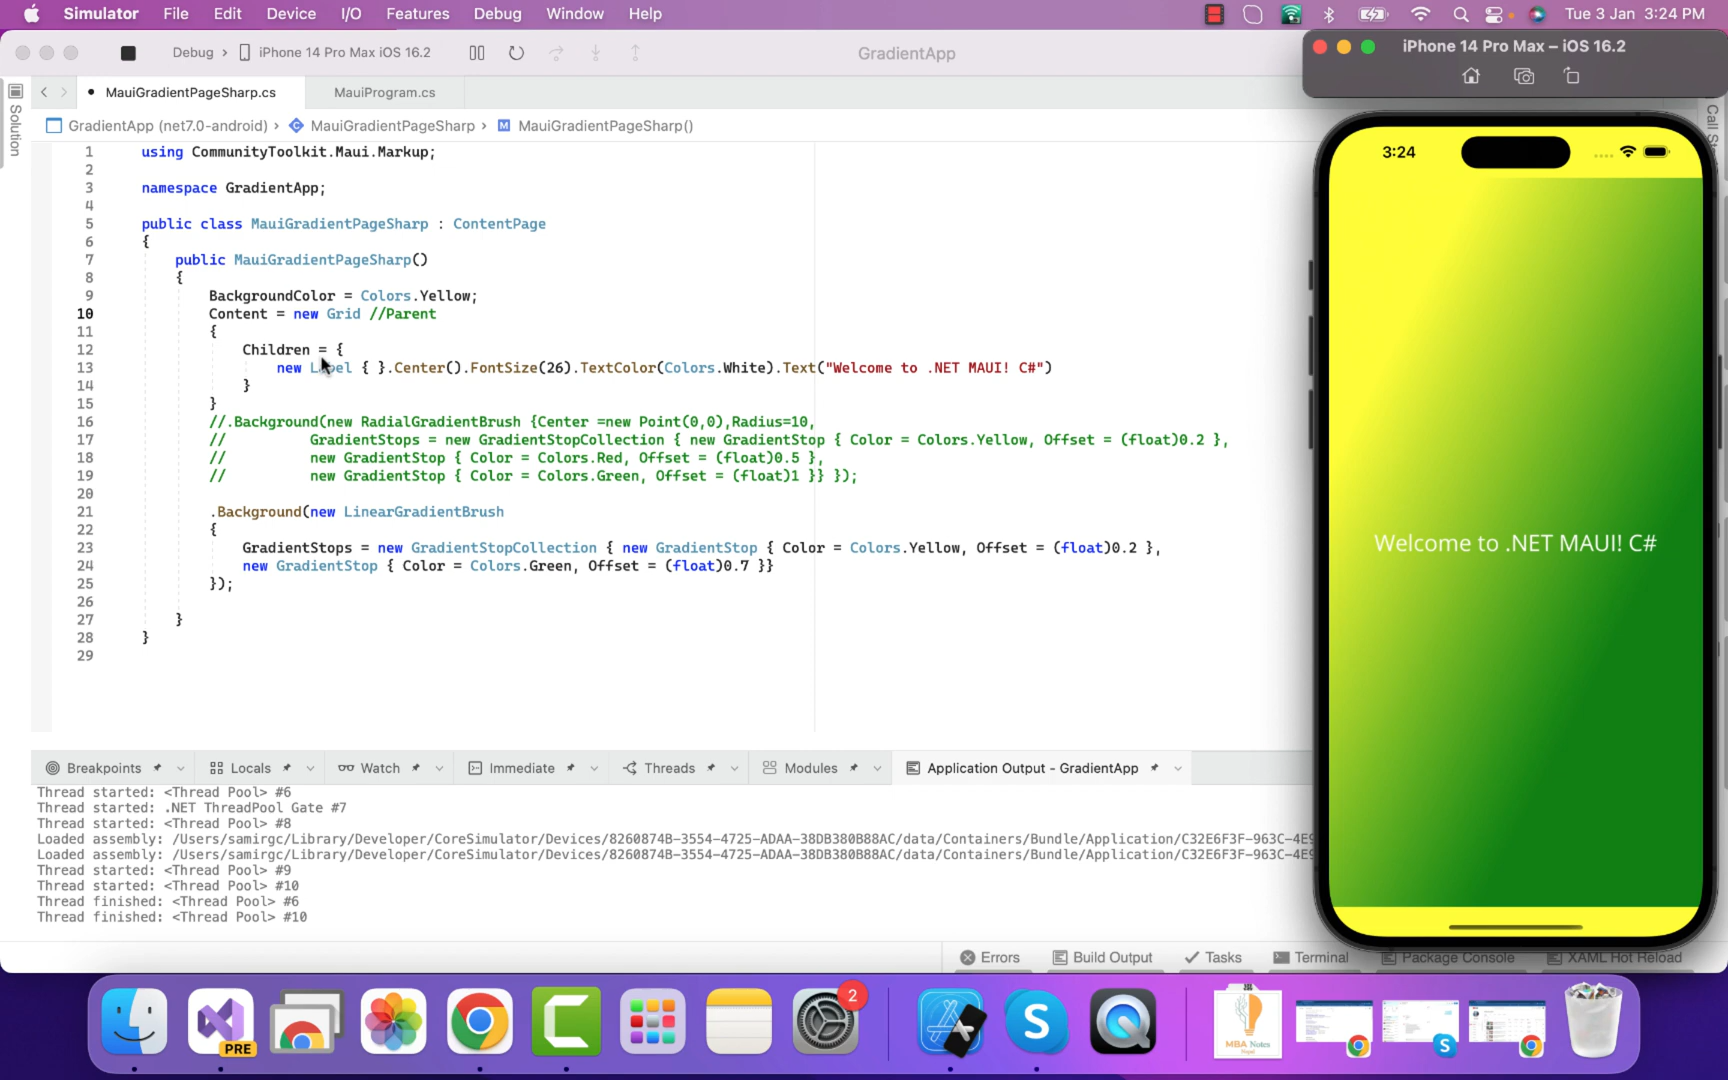 Simulator File Edit Device I/O Features Debug Window Help Tue 3 Jan 3:24 PM
Debug › iPhone 14 Pro Max iOS 16.2 GradientApp
iPhone 14 Pro Max – iOS 16.2
MauiGradientPageSharp.cs MauiProgram.cs
Solution
GradientApp (net7.0-android) › MauiGradientPageSharp › MauiGradientPageSharp()
1 using CommunityToolkit.Maui.Markup;
2
3 namespace GradientApp;
4
5 public class MauiGradientPageSharp : ContentPage
6 {
7 public MauiGradientPageSharp()
8 {
9 BackgroundColor = Colors.Yellow;
10 Content = new Grid //Parent
11 {
12 Children = {
13 new Label { }.Center().FontSize(26).TextColor(Colors.White).Text("Welcome to .NET MAUI! C#")
14 }
15 }
16 //.Background(new RadialGradientBrush {Center =new Point(0,0),Radius=10,
17 // GradientStops = new GradientStopCollection { new GradientStop { Color = Colors.Yellow, Offset = (float)0.2 },
18 // new GradientStop { Color = Colors.Red, Offset = (float)0.5 },
19 // new GradientStop { Color = Colors.Green, Offset = (float)1 }} });
20
21 .Background(new LinearGradientBrush
22 {
23 GradientStops = new GradientStopCollection { new GradientStop { Color = Colors.Yellow, Offset = (float)0.2 },
24 new GradientStop { Color = Colors.Green, Offset = (float)0.7 }}
25 });
26
27 }
28 }
29
3:24
Welcome to .NET MAUI! C#
Breakpoints Locals Watch Immediate Threads Modules Application Output - GradientApp
Thread started: <Thread Pool> #6
Thread started: .NET ThreadPool Gate #7
Thread started: <Thread Pool> #8
Loaded assembly: /Users/samirgc/Library/Developer/CoreSimulator/Devices/8260874B-3554-4725-ADAA-38DB380B88AC/data/Containers/Bundle/Application/C32E6F3F-963C-4E9
Loaded assembly: /Users/samirgc/Library/Developer/CoreSimulator/Devices/8260874B-3554-4725-ADAA-38DB380B88AC/data/Containers/Bundle/Application/C32E6F3F-963C-4E9
Thread started: <Thread Pool> #9
Thread started: <Thread Pool> #10
Thread finished: <Thread Pool> #6
Thread finished: <Thread Pool> #10
Errors Build Output Tasks Terminal Package Console XAML Hot Reload
PRE
2
MBA Notes
Nepal